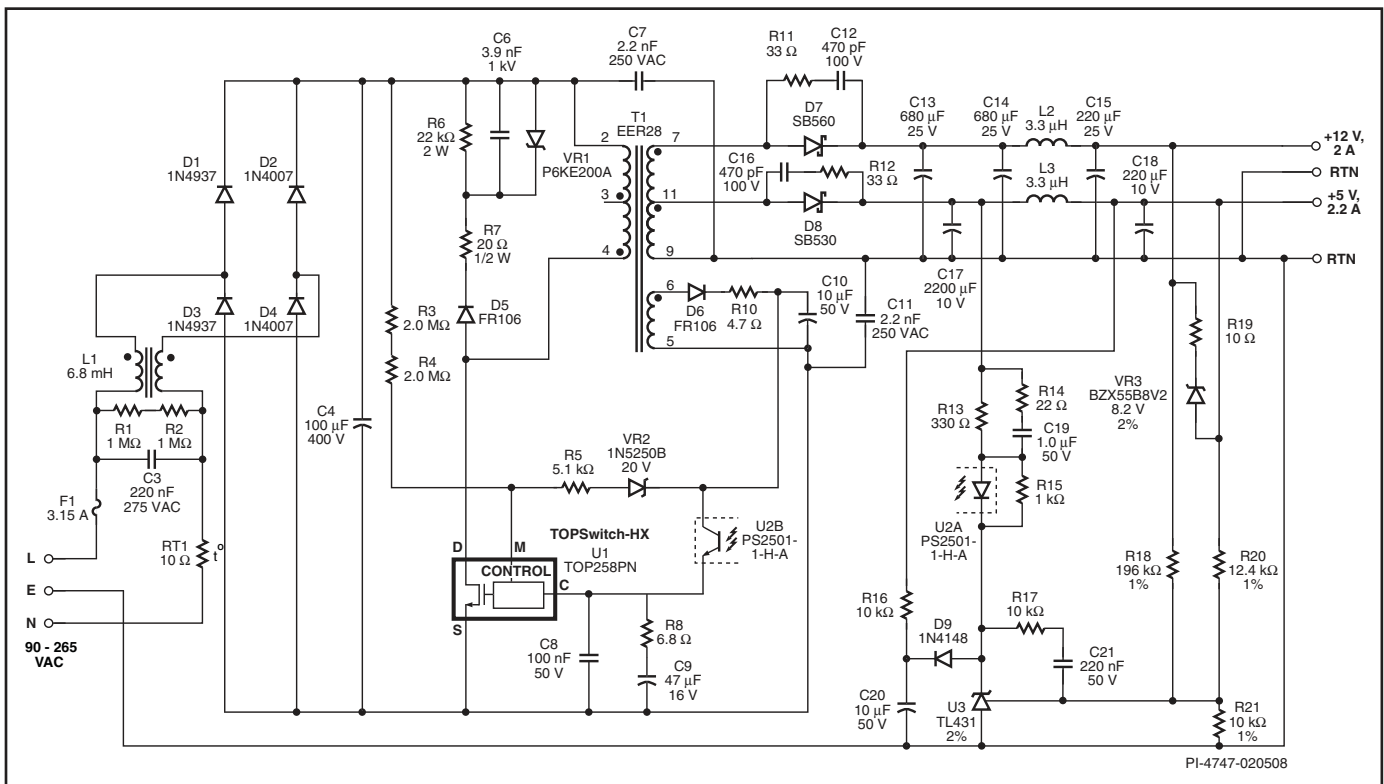 C6
3.9 nF
1 kV
C7
2.2 nF
250 VAC
R11
33 Ω
C12
470 pF
100 V
T1
EER28
D7
SB560
C13
680 µF
25 V
C14
680 µF
25 V
L2
3.3 µH
C15
220 µF
25 V
R6
22 kΩ
2 W
VR1
P6KE200A
2
7
+12 V,
2 A
C16
470 pF
100 V
R12
33 Ω
C18
220 µF
10 V
L3
3.3 µH
RTN
D1
1N4937
D2
1N4007
3
11
+5 V,
2.2 A
D8
SB530
R7
20 Ω
1/2 W
4
9
RTN
C17
2200 µF
10 V
D3
1N4937
D4
1N4007
D5
FR106
6
D6
FR106
R10
4.7 Ω
C10
10 µF
50 V
C11
2.2 nF
250 VAC
5
R3
2.0 MΩ
R4
2.0 MΩ
R19
10 Ω
L1
6.8 mH
VR3
BZX55B8V2
8.2 V
2%
R1
1 MΩ
R2
1 MΩ
C4
100 µF
400 V
R13
330 Ω
R14
22 Ω
C19
1.0 µF
50 V
C3
220 nF
275 VAC
R5
5.1 kΩ
VR2
1N5250B
20 V
R15
1 kΩ
F1
3.15 A
U2A
PS2501-
1-H-A
U2B
PS2501-
1-H-A
RT1
10 Ω
t°
D
M
TOPSwitch-HX
U1
TOP258PN
CONTROL
C
S
L
E
N
90 - 265
VAC
R18
196 kΩ
1%
R20
12.4 kΩ
1%
R16
10 kΩ
R17
10 kΩ
D9
1N4148
R8
6.8 Ω
C8
100 nF
50 V
C9
47 µF
16 V
C21
220 nF
50 V
C20
10 µF
50 V
U3
TL431
2%
R21
10 kΩ
1%
PI-4747-020508